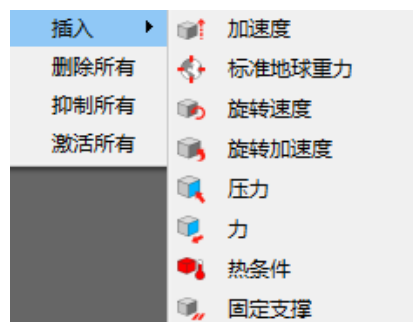 插入
删除所有
抑制所有
激活所有
加速度
标准地球重力
旋转速度
旋转加速度
压力
力
热条件
固定支撑